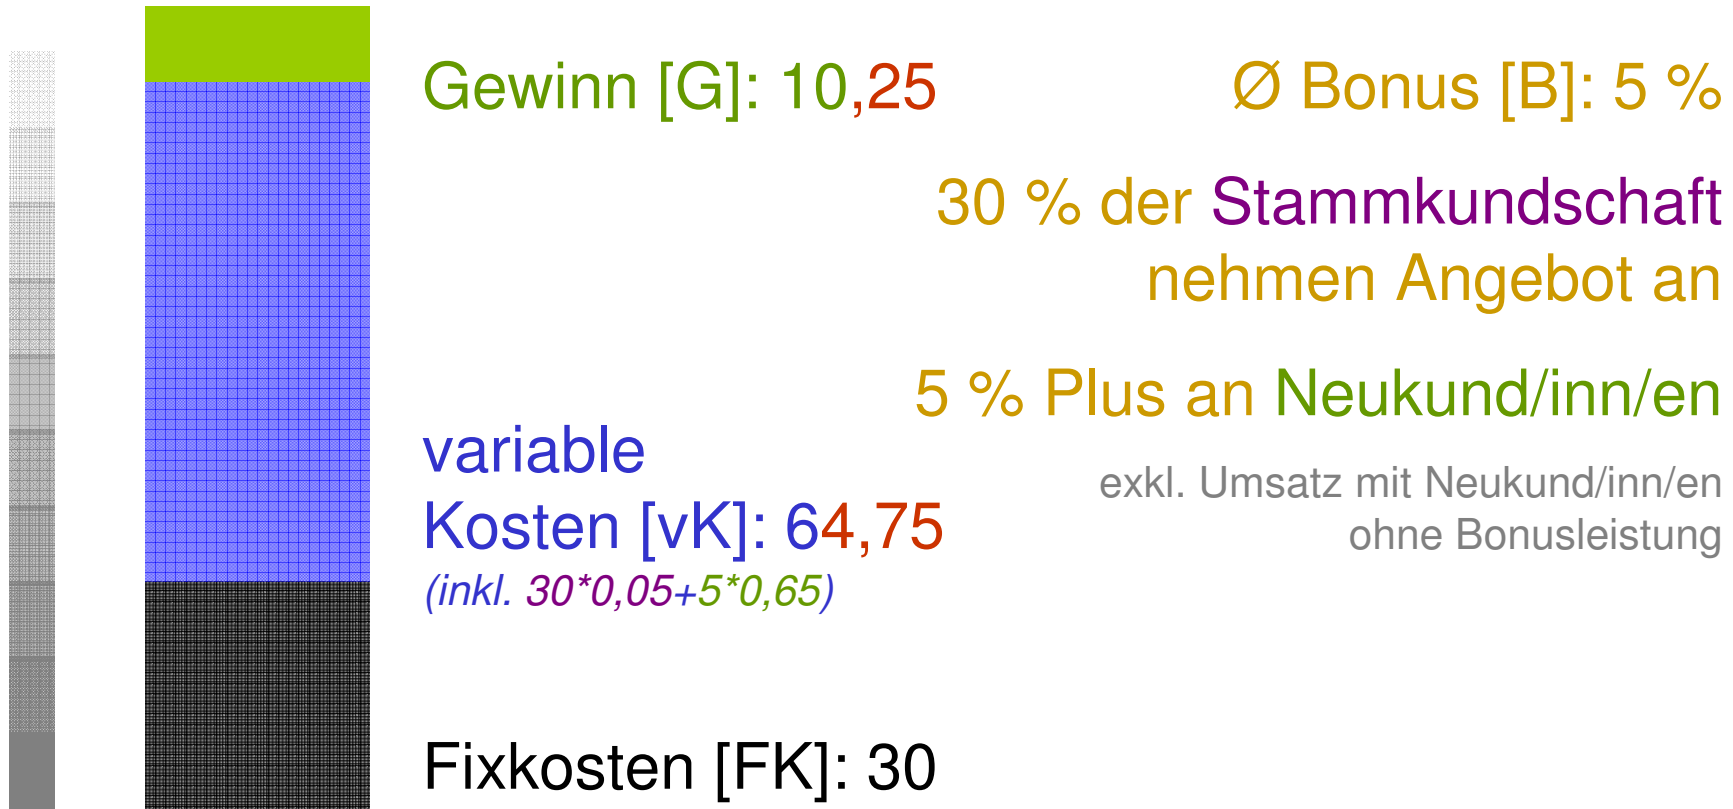 Gewinn [G]: 10,25
Ø Bonus [B]: 5 %
30 % der Stammkundschaft
nehmen Angebot an
5 % Plus an Neukund/inn/en
exkl. Umsatz mit Neukund/inn/en
ohne Bonusleistung
variable
Kosten [vK]: 64,75
(inkl. 30*0,05+5*0,65)
Fixkosten [FK]: 30